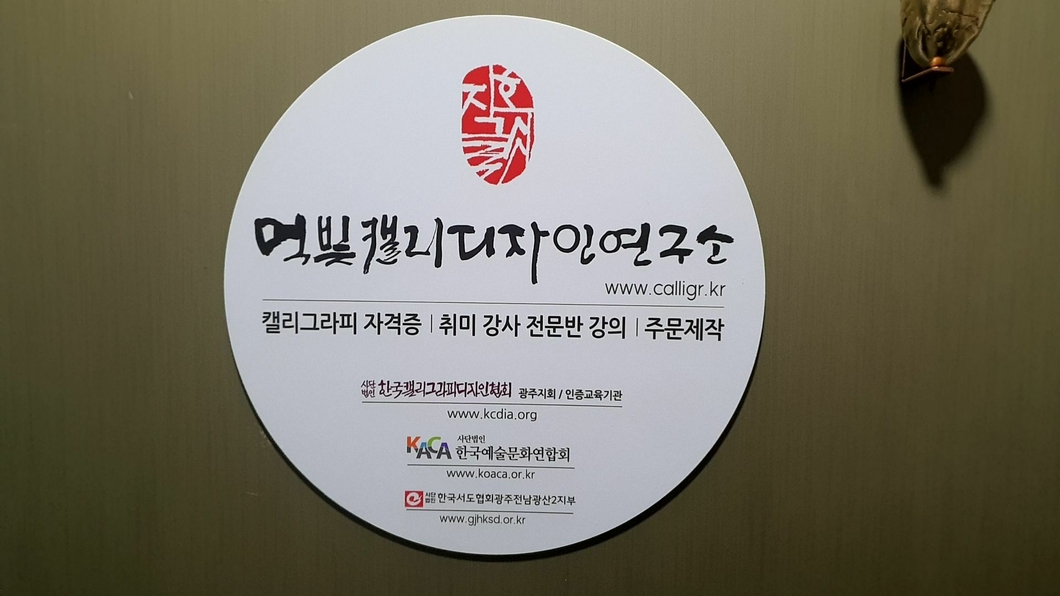 먹빛캘리디자인연구소
www.calligr.kr
캘리그라피 자격증 | 취미 강사 전문반 강의 | 주문제작
사단법인 한국캘리그라피디자인협회 광주지회 / 인증교육기관
www.kcdia.org
KACA 사단법인 한국예술문화연합회
www.koaca.or.kr
사단법인 한국서도협회광주전남광산2지부
www.gjhksd.or.kr